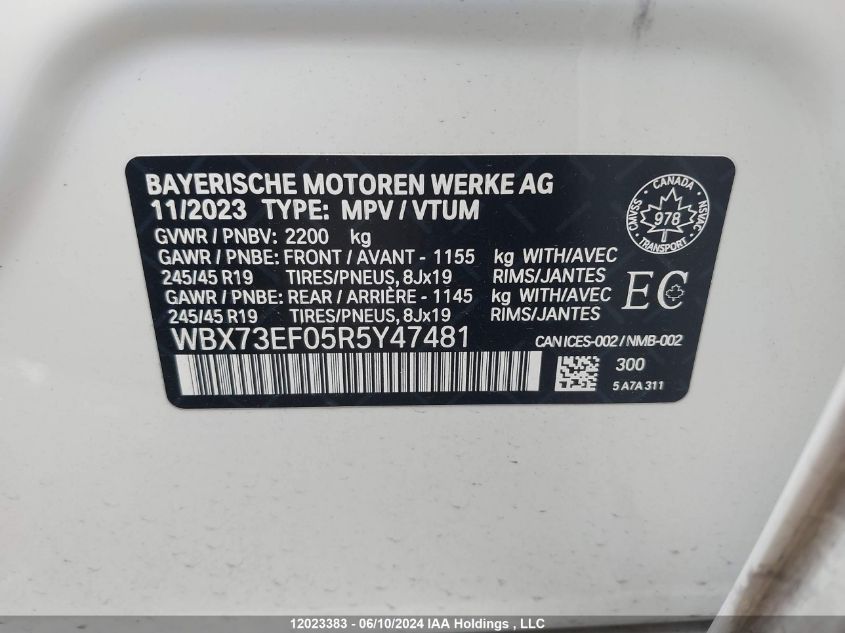 BAYERISCHE MOTOREN WERKE AG
11/2023 TYPE: MPV / VTUM
GVWR / PNBV: 2200 kg
GAWR / PNBE: FRONT / AVANT - 1155 kg WITH/AVEC
245/45 R19 TIRES/PNEUS, 8Jx19 RIMS/JANTES
GAWR / PNBE: REAR / ARRIÈRE - 1145 kg WITH/AVEC
245/45 R19 TIRES/PNEUS, 8Jx19 RIMS/JANTES
CANADA
CMVSS 978 NSVAC
TRANSPORT
EC
WBX73EF05R5Y47481 CAN ICES-002 / NMB-002
300
5 A7A 311
12023383 - 06/10/2024 IAA Holdings , LLC